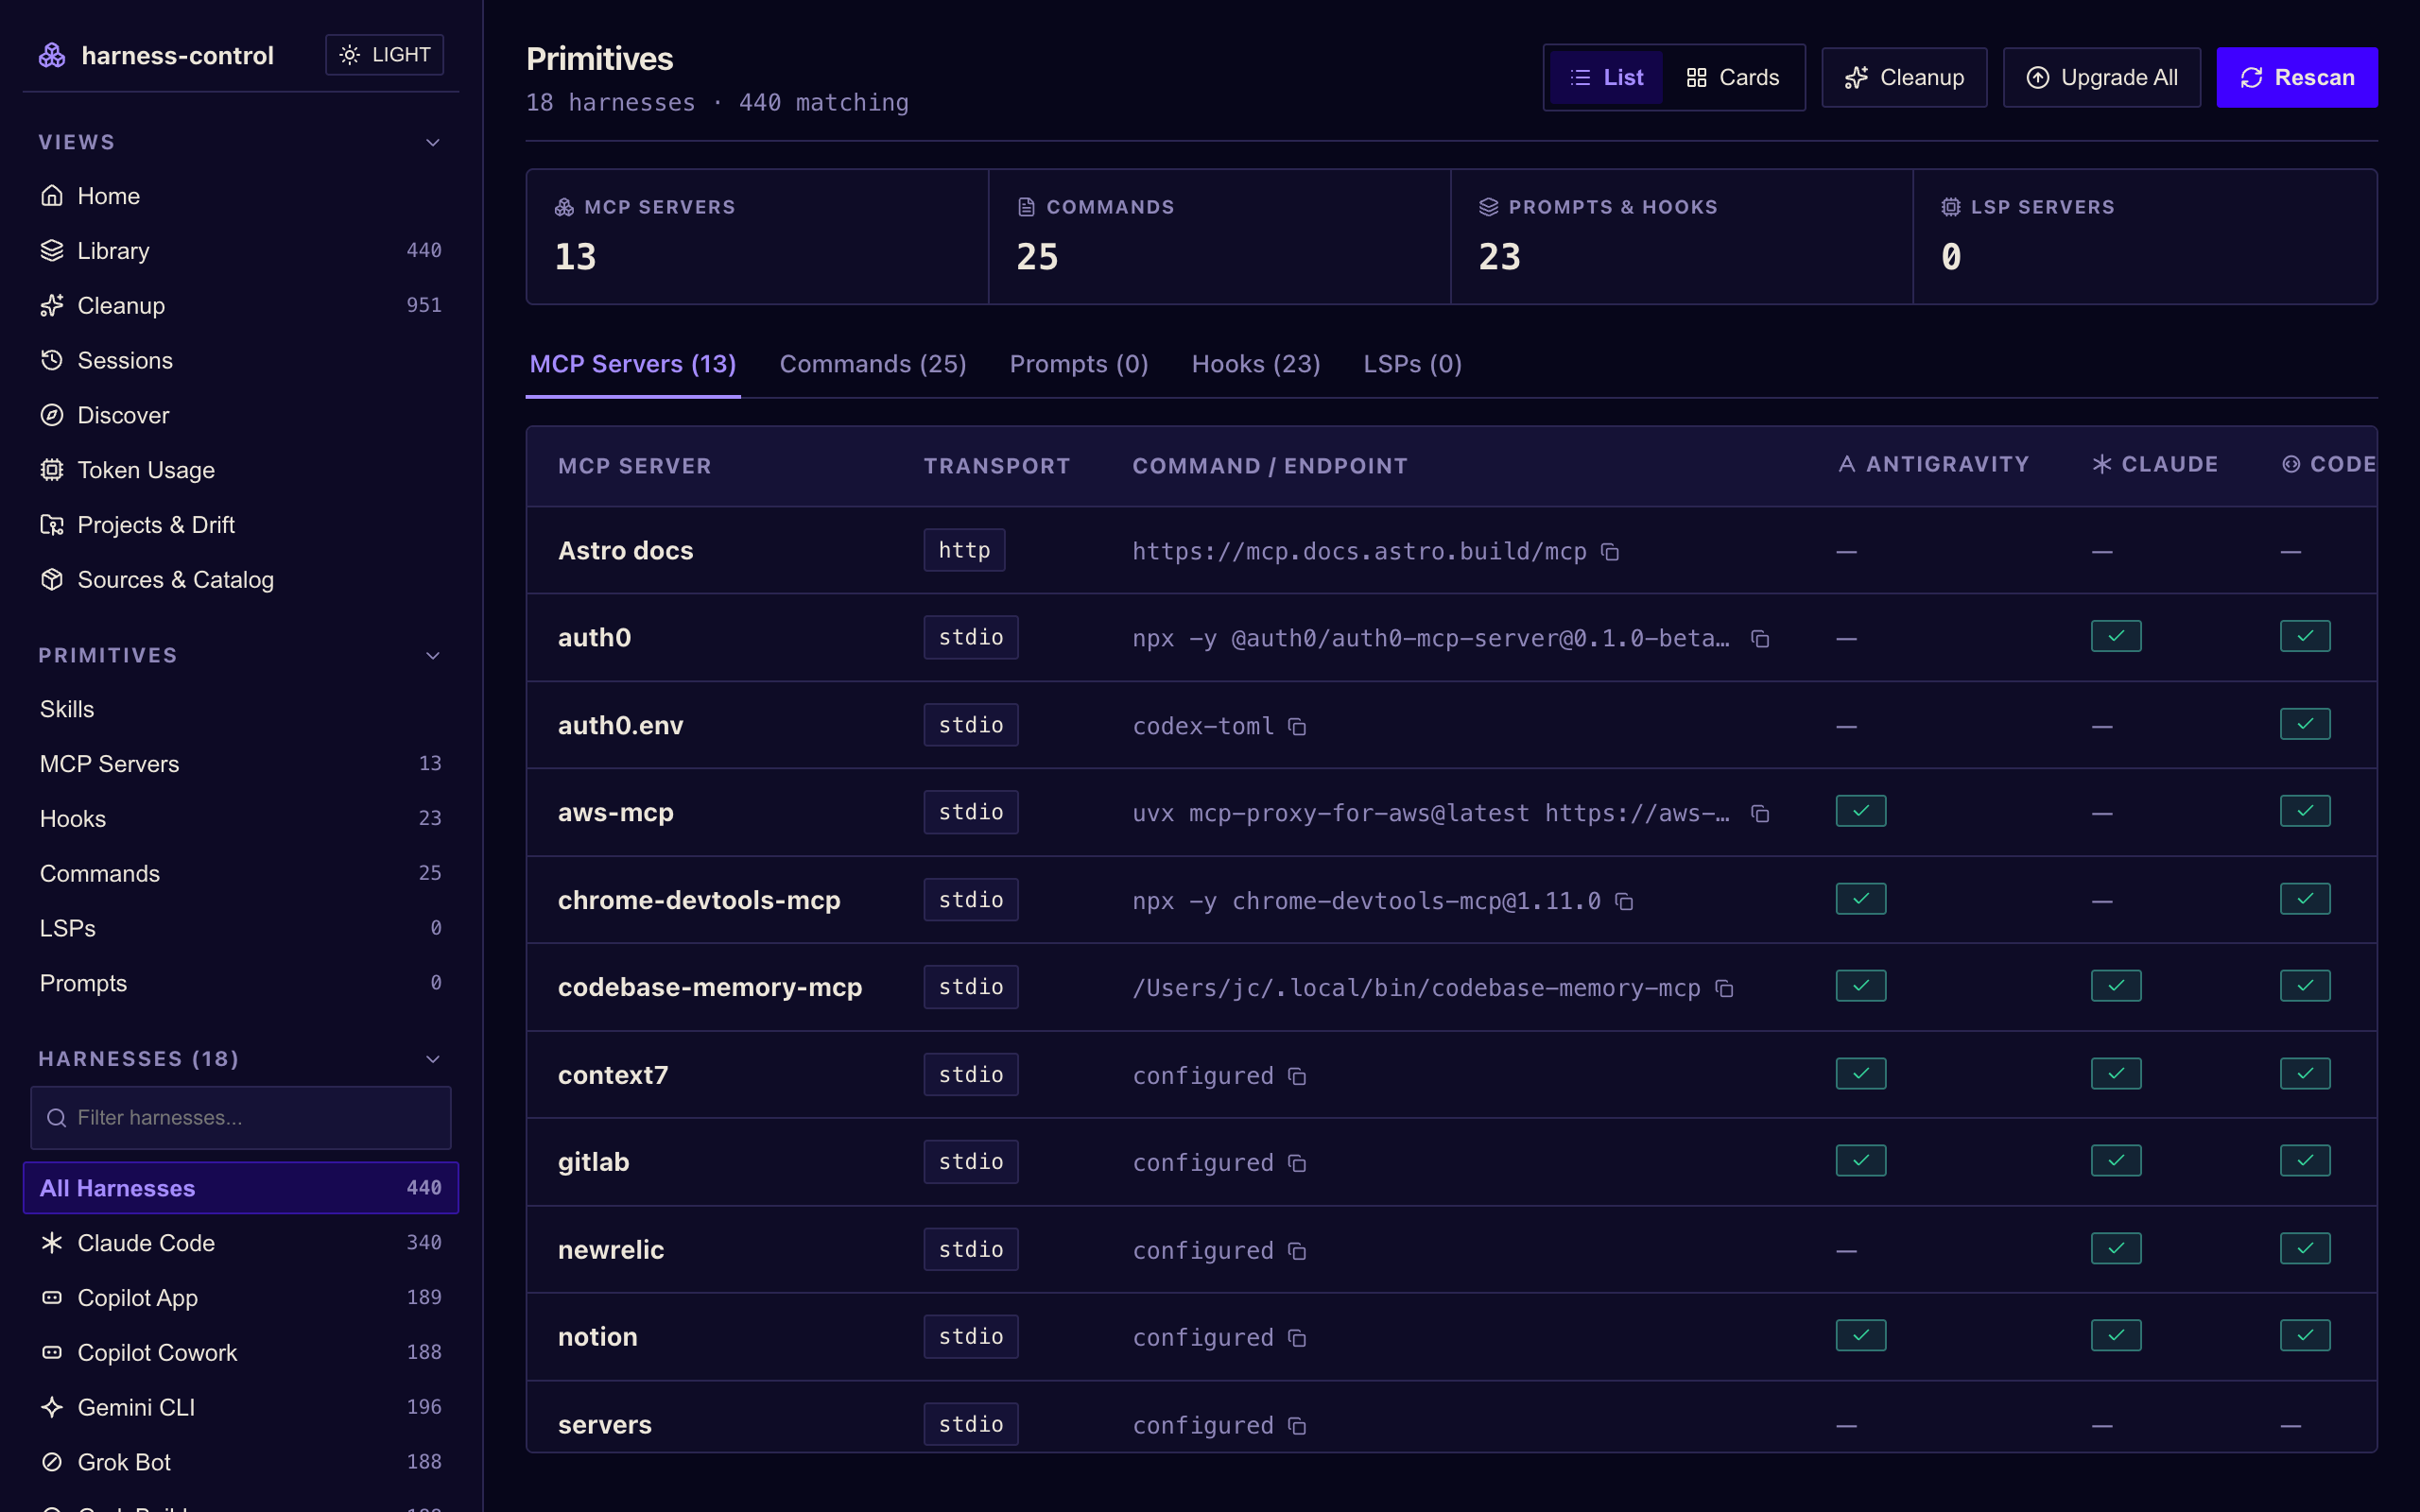 harness-control
LIGHT
VIEWS
Home
Library 440
Cleanup 951
Sessions
Discover
Token Usage
Projects & Drift
Sources & Catalog
PRIMITIVES
Skills
MCP Servers 13
Hooks 23
Commands 25
LSPs 0
Prompts 0
HARNESSES (18)
Filter harnesses...
All Harnesses 440
Claude Code 340
Copilot App 189
Copilot Cowork 188
Gemini CLI 196
Grok Bot 188
Primitives
18 harnesses · 440 matching
List Cards Cleanup Upgrade All Rescan
MCP SERVERS COMMANDS PROMPTS & HOOKS LSP SERVERS
13 25 23 0
MCP Servers (13) Commands (25) Prompts (0) Hooks (23) LSPs (0)
MCP SERVER TRANSPORT COMMAND / ENDPOINT ANTIGRAVITY CLAUDE CODE
Astro docs http https://mcp.docs.astro.build/mcp — — —
auth0 stdio npx -y @auth0/auth0-mcp-server@0.1.0-beta… — ✓ ✓
auth0.env stdio codex-toml — — ✓
aws-mcp stdio uvx mcp-proxy-for-aws@latest https://aws-… ✓ — ✓
chrome-devtools-mcp stdio npx -y chrome-devtools-mcp@1.11.0 ✓ — ✓
codebase-memory-mcp stdio /Users/jc/.local/bin/codebase-memory-mcp ✓ ✓ ✓
context7 stdio configured ✓ ✓ ✓
gitlab stdio configured ✓ ✓ ✓
newrelic stdio configured — ✓ ✓
notion stdio configured ✓ ✓ ✓
servers stdio configured — — —